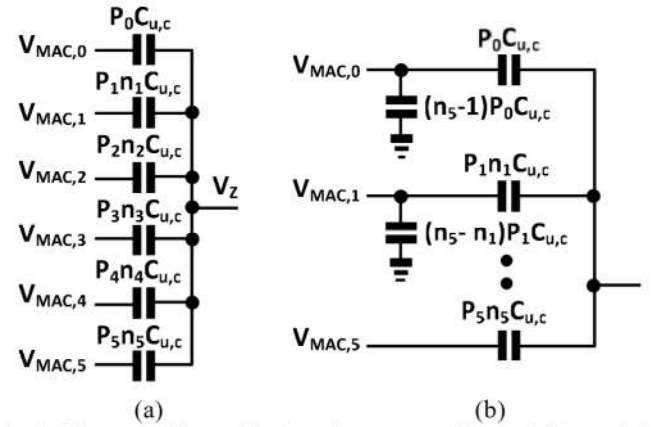 P0Cu,c
VMAC,0
P1n1Cu,c
VMAC,1
P2n2Cu,c
VMAC,2
VZ
P3n3Cu,c
VMAC,3
P4n4Cu,c
VMAC,4
P5n5Cu,c
VMAC,5
(a)
P0Cu,c
VMAC,0
(n5-1)P0Cu,c
P1n1Cu,c
VMAC,1
(n5- n1)P1Cu,c
P5n5Cu,c
VMAC,5
(b)